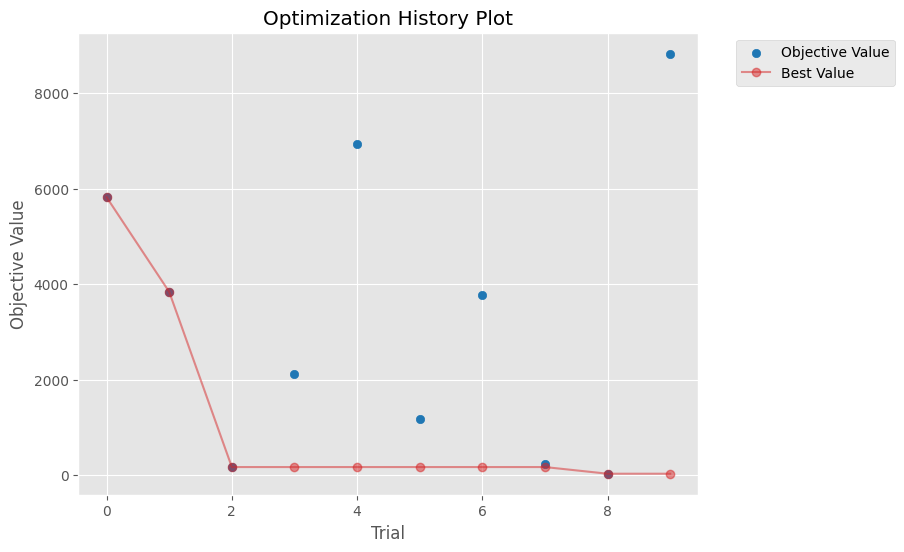 Optimization History Plot
Objective Value
Best Value
Objective Value
8000
6000
4000
2000
0
0 2 4 6 8
Trial